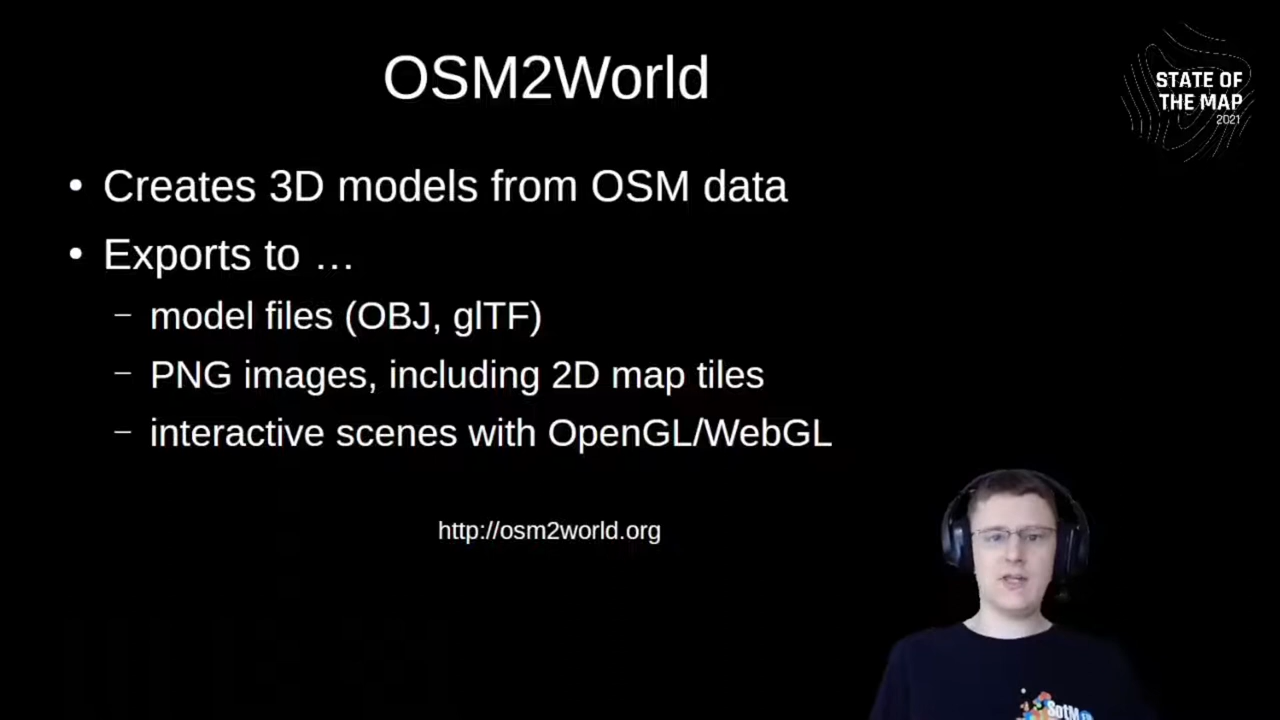 OSM2World
STATE OF
THE MAP
2021
• Creates 3D models from OSM data
• Exports to …
– model files (OBJ, glTF)
– PNG images, including 2D map tiles
– interactive scenes with OpenGL/WebGL
http://osm2world.org
SotM